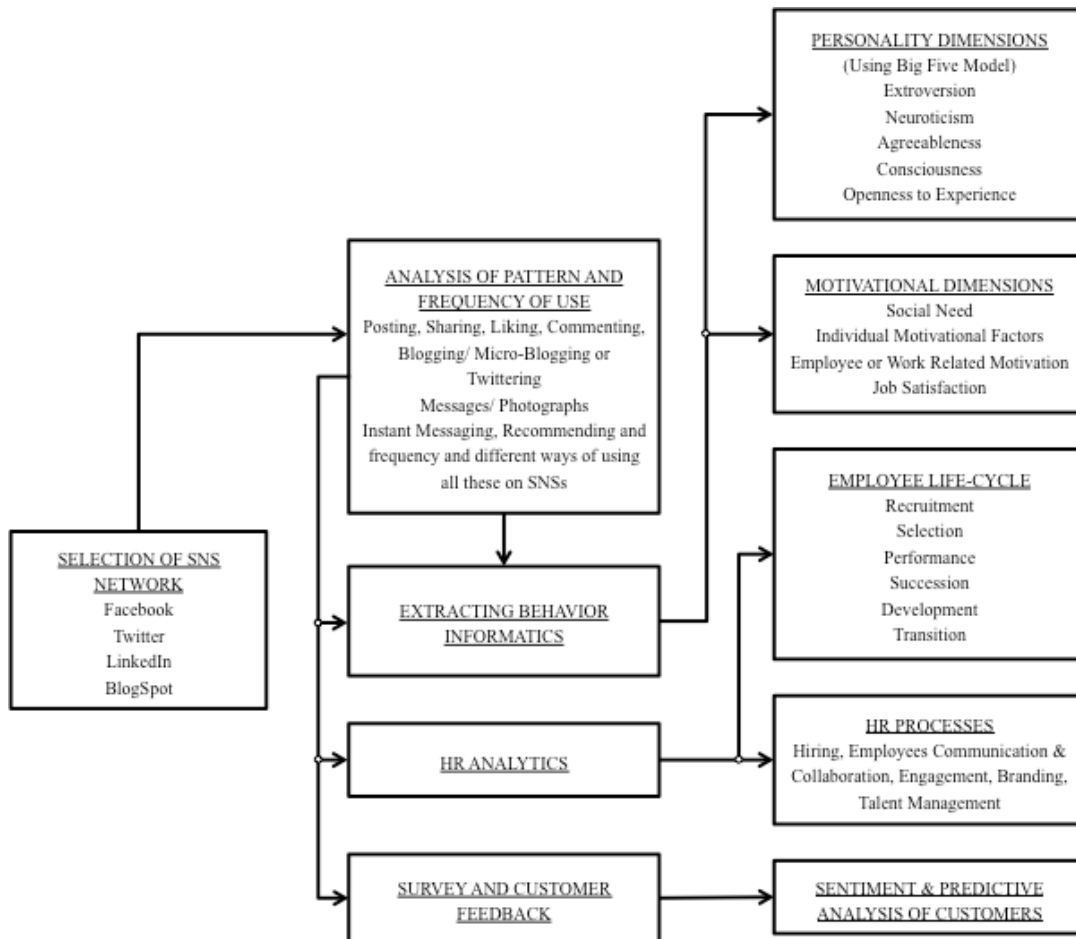 SELECTION OF SNS
NETWORK
Facebook
Twitter
LinkedIn
BlogSpot
ANALYSIS OF PATTERN AND
FREQUENCY OF USE
Posting, Sharing, Liking, Commenting,
Blogging/ Micro-Blogging or
Twittering
Messages/ Photographs
Instant Messaging, Recommending and
frequency and different ways of using
all these on SNSs
EXTRACTING BEHAVIOR
INFORMATICS
HR ANALYTICS
SURVEY AND CUSTOMER
FEEDBACK
PERSONALITY DIMENSIONS
(Using Big Five Model)
Extroversion
Neuroticism
Agreeableness
Consciousness
Openness to Experience
MOTIVATIONAL DIMENSIONS
Social Need
Individual Motivational Factors
Employee or Work Related Motivation
Job Satisfaction
EMPLOYEE LIFE-CYCLE
Recruitment
Selection
Performance
Succession
Development
Transition
HR PROCESSES
Hiring, Employees Communication &
Collaboration, Engagement, Branding,
Talent Management
SENTIMENT & PREDICTIVE
ANALYSIS OF CUSTOMERS